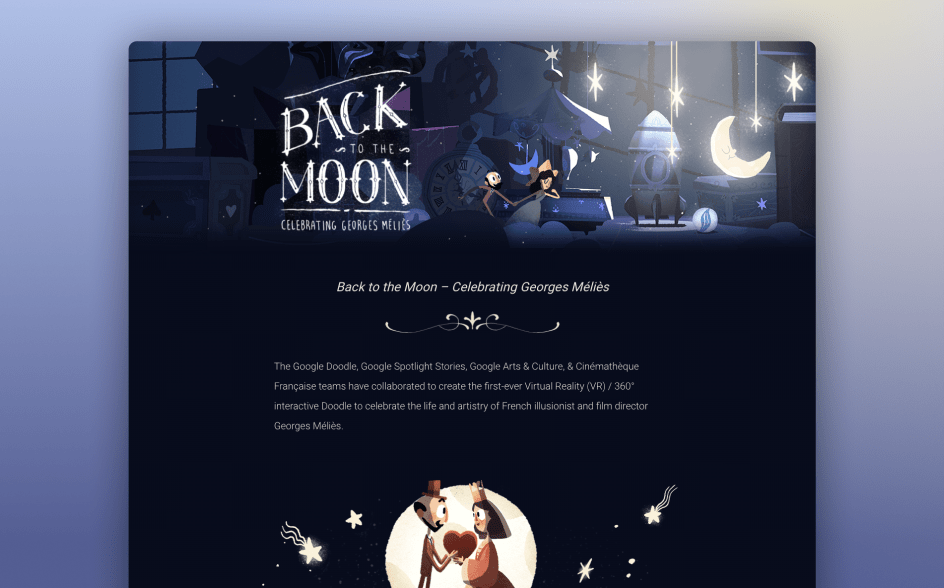 BACK
TO THE
MOON
CELEBRATING GEORGES MÉLIÈS
Back to the Moon – Celebrating Georges Méliès
The Google Doodle, Google Spotlight Stories, Google Arts & Culture, & Cinémathèque
Française teams have collaborated to create the first-ever Virtual Reality (VR) / 360°
interactive Doodle to celebrate the life and artistry of French illusionist and film director
Georges Méliès.